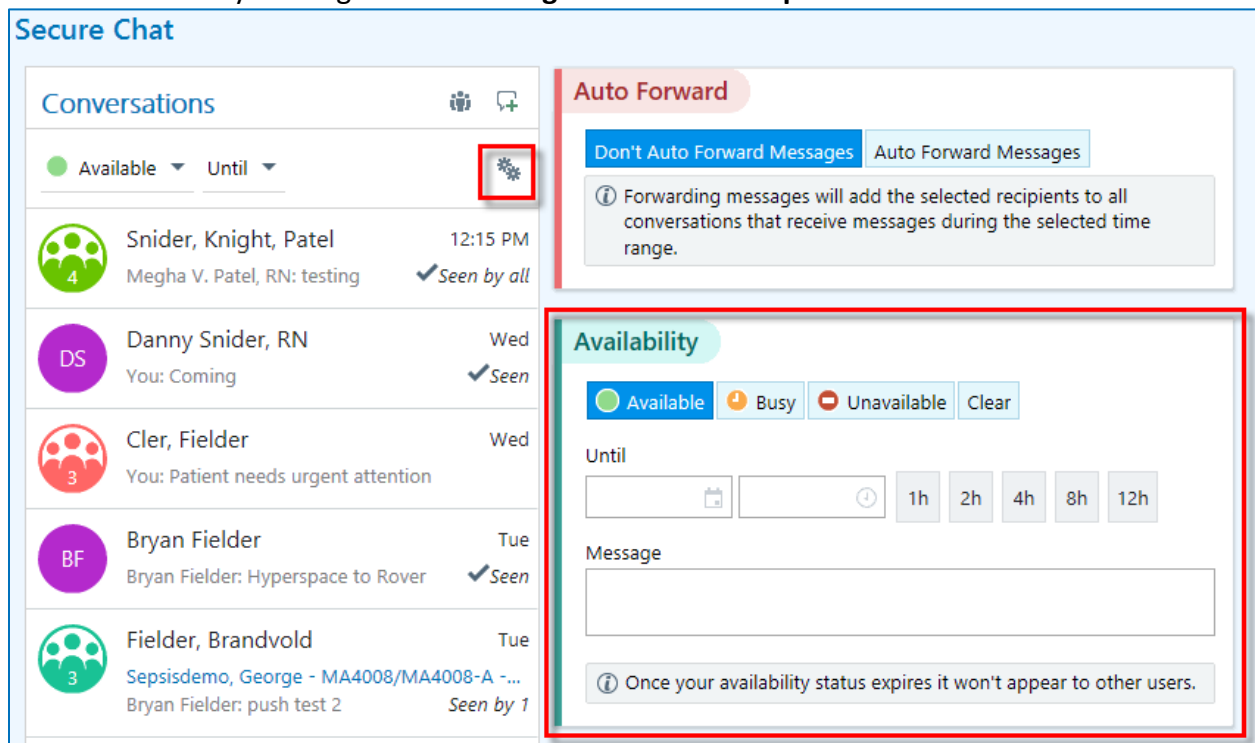 Secure Chat
Conversations
Available Until
Snider, Knight, Patel 12:15 PM
4 Megha V. Patel, RN: testing Seen by all
Danny Snider, RN Wed
DS
You: Coming Seen
Cler, Fielder Wed
3 You: Patient needs urgent attention
Bryan Fielder Tue
BF
Bryan Fielder: Hyperspace to Rover Seen
Fielder, Brandvold Tue
3 Sepsisdemo, George - MA4008/MA4008-A -...
Bryan Fielder: push test 2 Seen by 1
Auto Forward
Don't Auto Forward Messages Auto Forward Messages
Forwarding messages will add the selected recipients to all
conversations that receive messages during the selected time
range.
Availability
Available Busy Unavailable Clear
Until
1h 2h 4h 8h 12h
Message
Once your availability status expires it won't appear to other users.